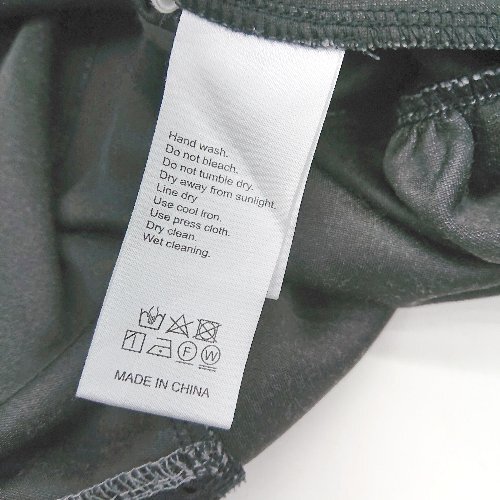 Hand wash.
Do not bleach.
Do not tumble dry.
Dry away from sunlight.
Line dry
Use cool Iron.
Use press cloth.
Dry clean.
Wet cleaning.
F W
MADE IN CHINA